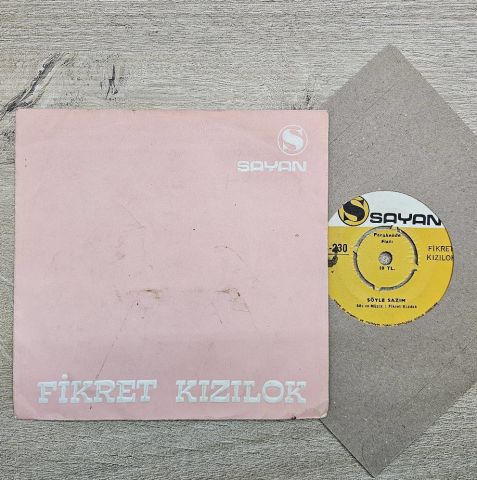 S
SAYAN
FİKRET KIZILOK
S SAYAN
Perakende
-230
FİKRET
KIZILOK
10 TL.
SÖYLE SAZIM
Söz ve Müzik : Fikret Kızılok